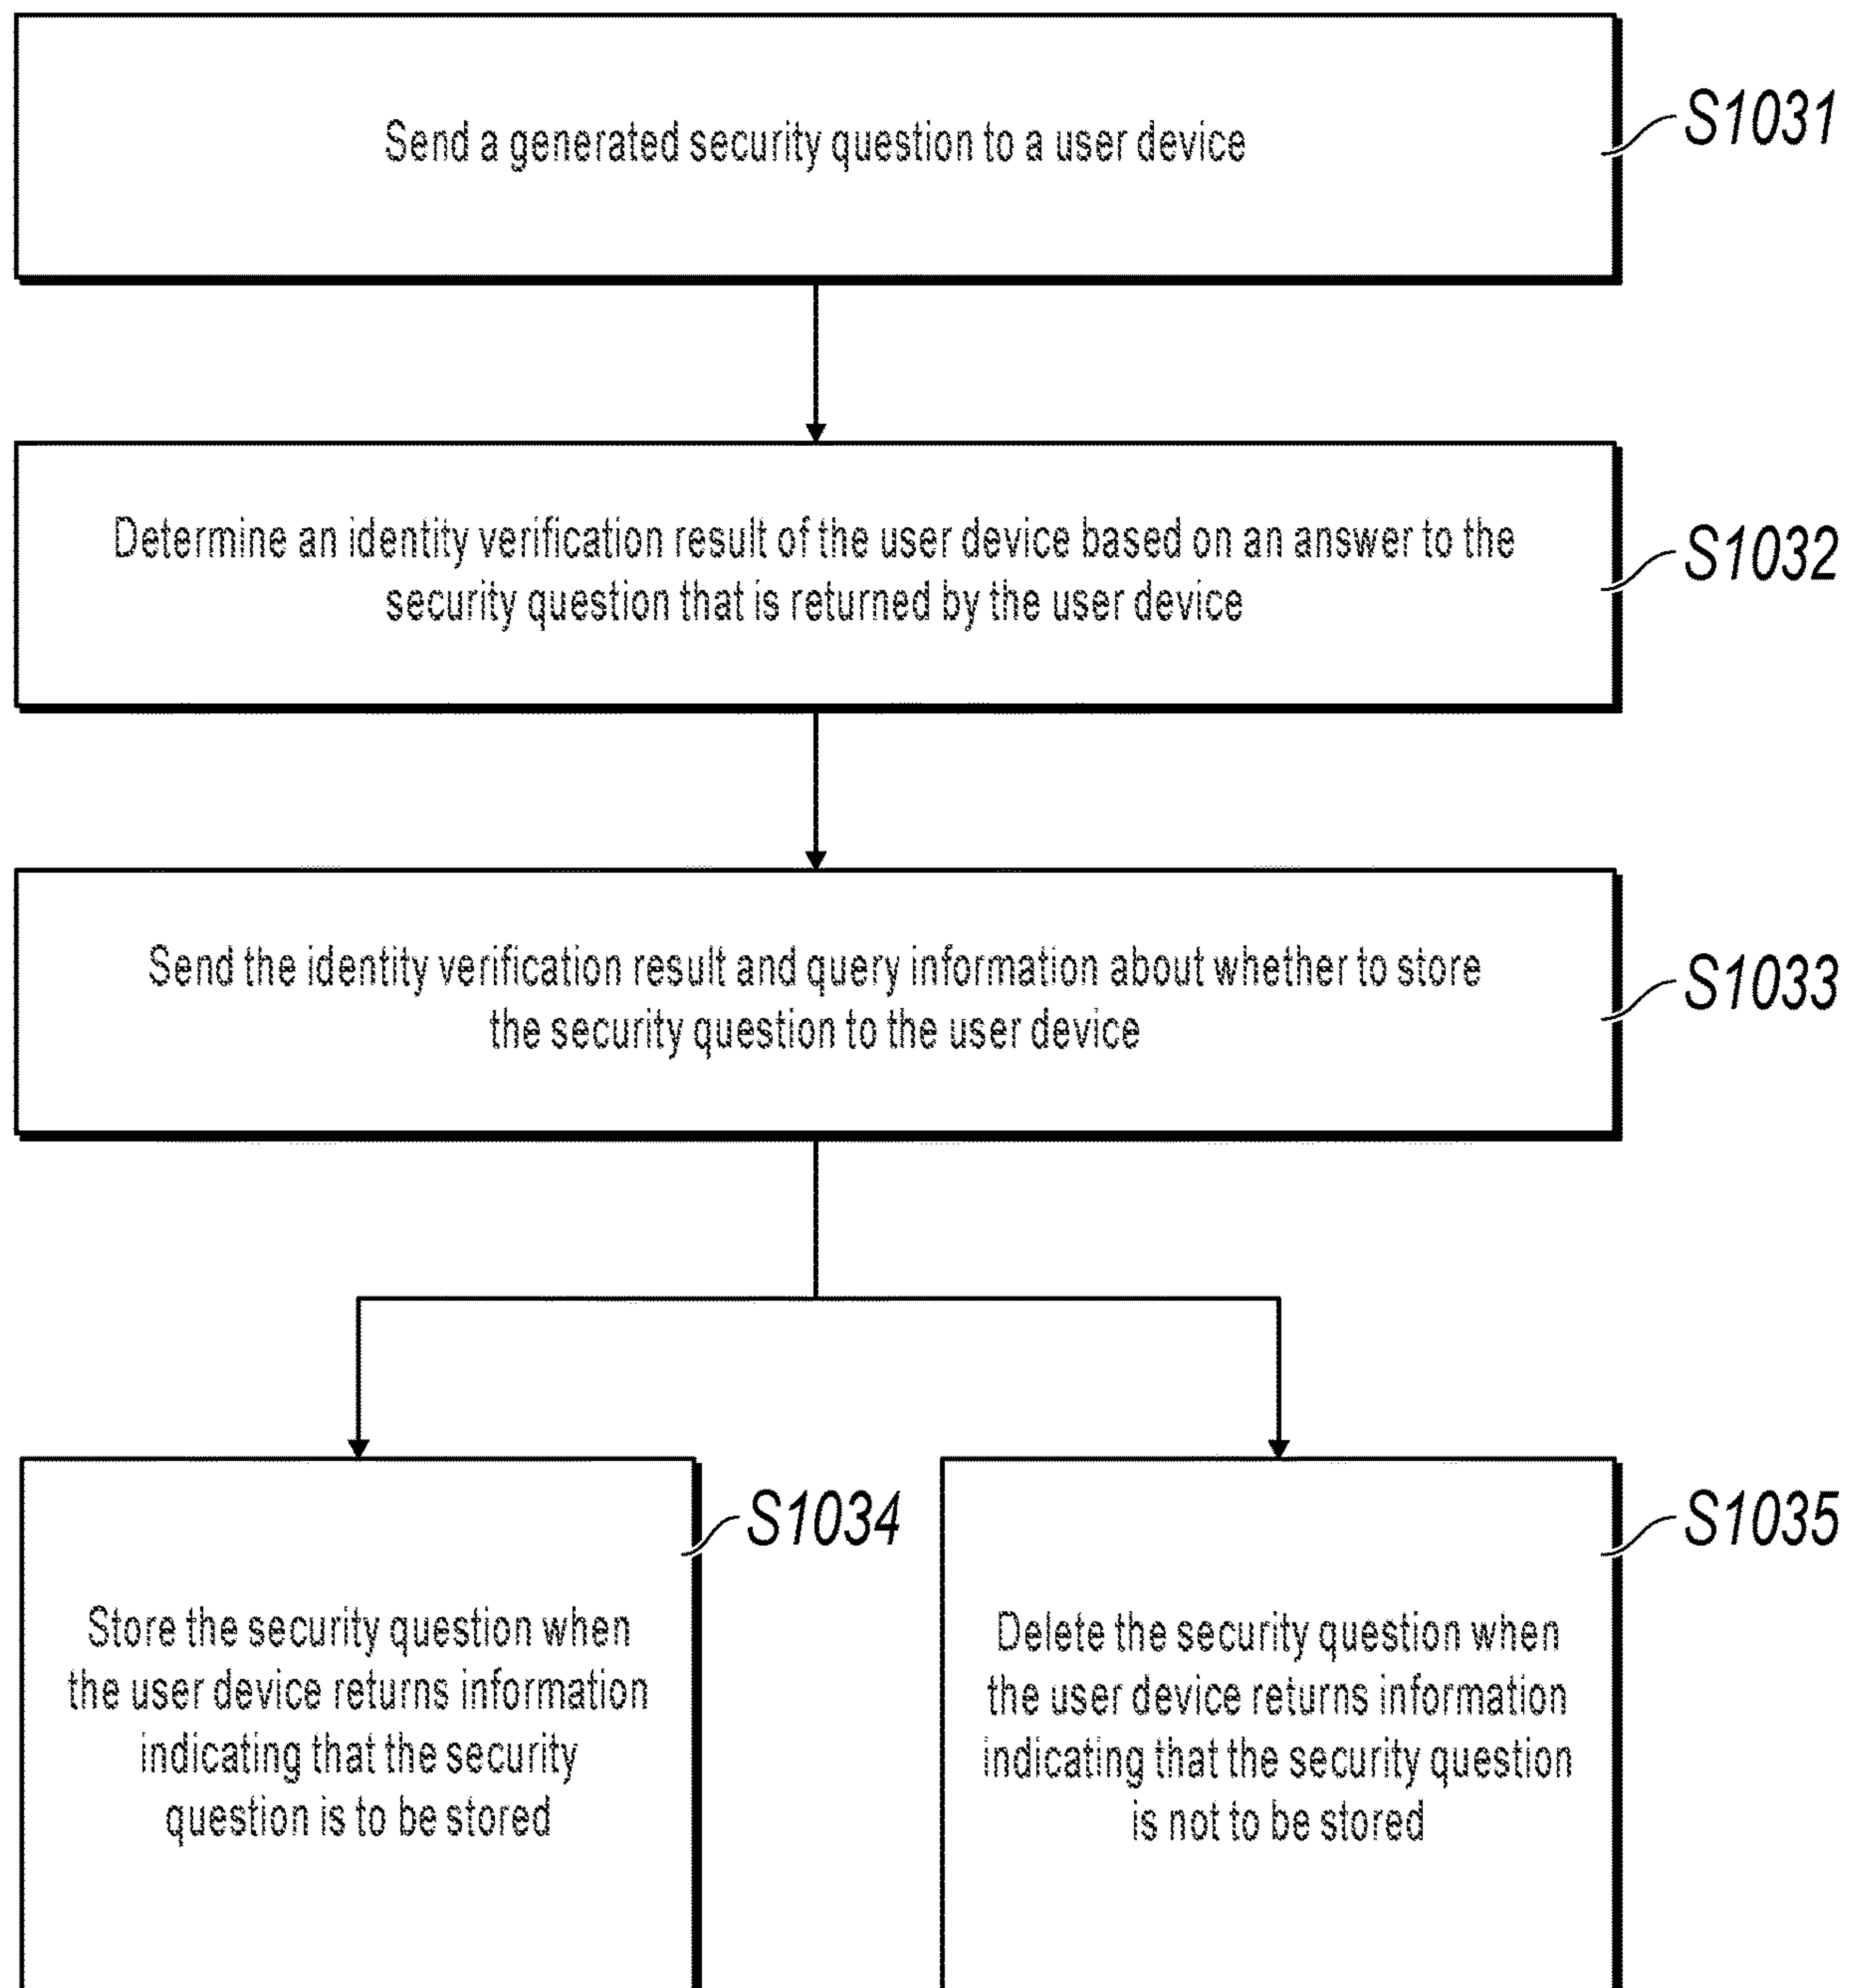 Send a generated security question to a user device
S1031
Determine an identity verification result of the user device based on an answer to the
security question that is returned by the user device
S1032
Send the identity verification result and query information about whether to store
the security question to the user device
S1033
S1034
Store the security question when
the user device returns information
indicating that the security
question is to be stored
S1035
Delete the security question when
the user device returns information
indicating that the security question
is not to be stored